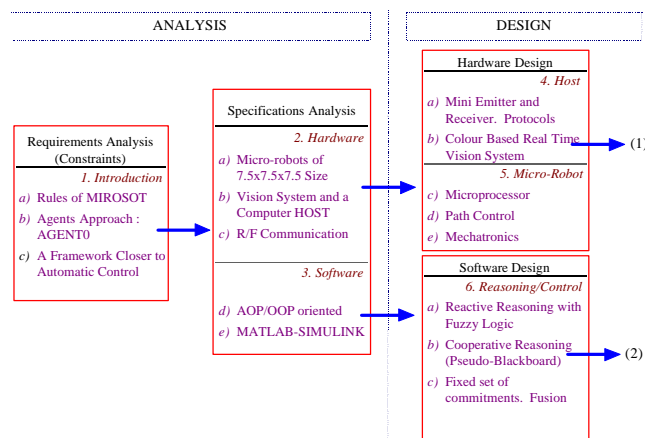 ANALYSIS
DESIGN
Requirements Analysis
(Constraints)
1. Introduction
a) Rules of MIROSOT
b) Agents Approach :
AGENT0
c) A Framework Closer to
Automatic Control
Specifications Analysis
2. Hardware
a) Micro-robots of
7.5x7.5x7.5 Size
b) Vision System and a
Computer HOST
c) R/F Communication
3. Software
d) AOP/OOP oriented
e) MATLAB-SIMULINK
Hardware Design
4. Host
a) Mini Emitter and
Receiver. Protocols
b) Colour Based Real Time
Vision System
(1)
5. Micro-Robot
c) Microprocessor
d) Path Control
e) Mechatronics
Software Design
6. Reasoning/Control
a) Reactive Reasoning with
Fuzzy Logic
b) Cooperative Reasoning
(Pseudo-Blackboard)
(2)
c) Fixed set of
commitments. Fusion